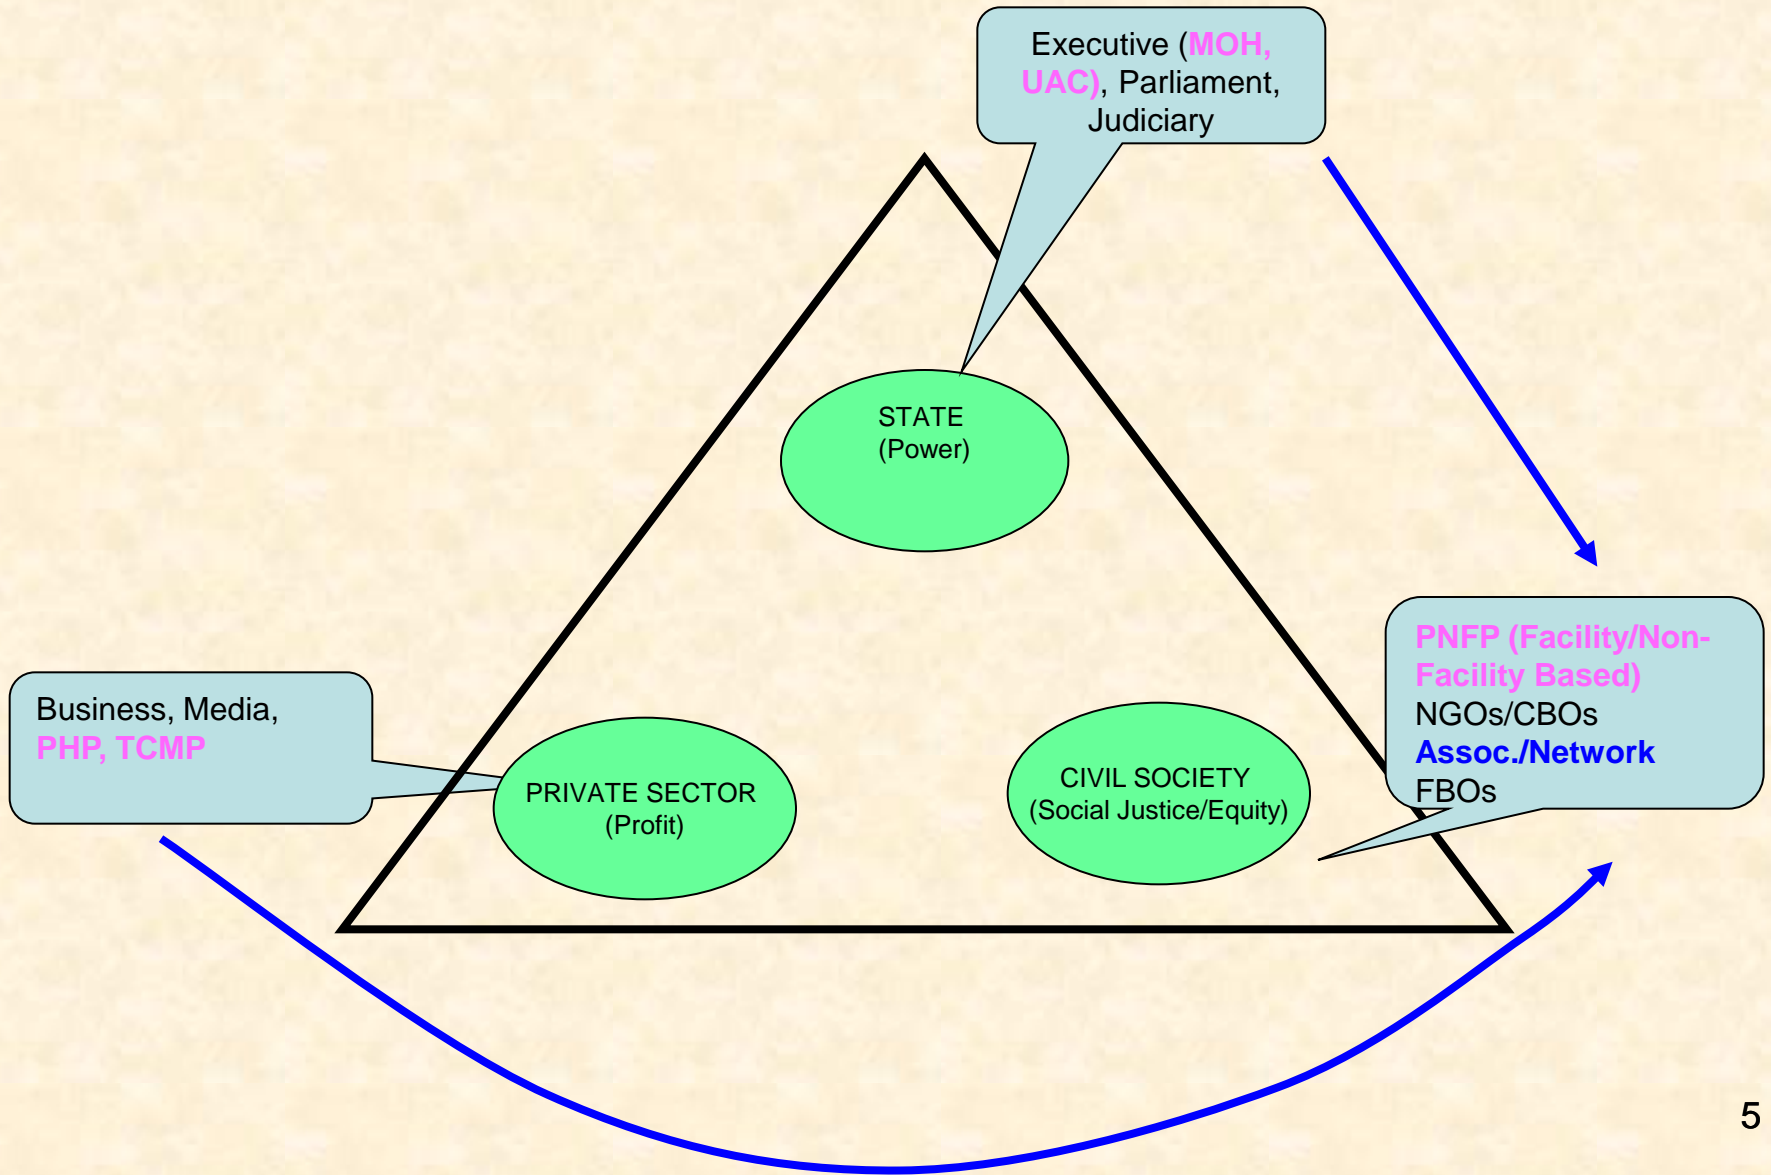 Executive (MOH,
UAC), Parliament,
Judiciary
STATE
(Power)
PNFP (Facility/Non-
Facility Based)
NGOs/CBOs
Assoc./Network
FBOs
Business, Media,
PHP, TCMP
PRIVATE SECTOR
(Profit)
CIVIL SOCIETY
(Social Justice/Equity)
5